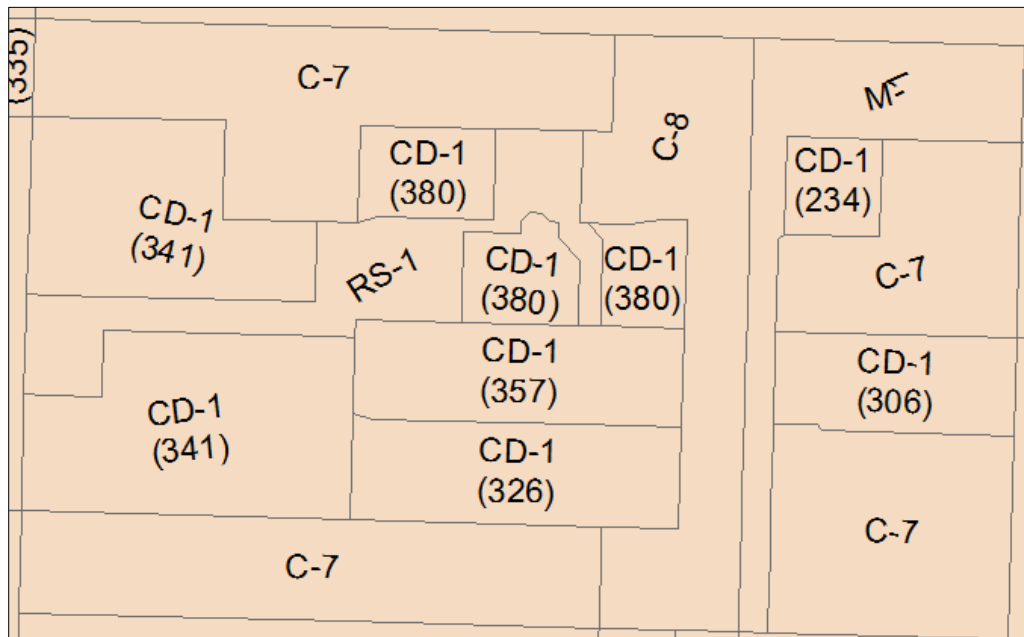 (335)
C-7
C-8
M-1
CD-1
(380)
CD-1
(234)
CD-1
(341)
RS-1
CD-1
(380)
CD-1
(380)
C-7
CD-1
(357)
CD-1
(306)
CD-1
(341)
CD-1
(326)
C-7
C-7